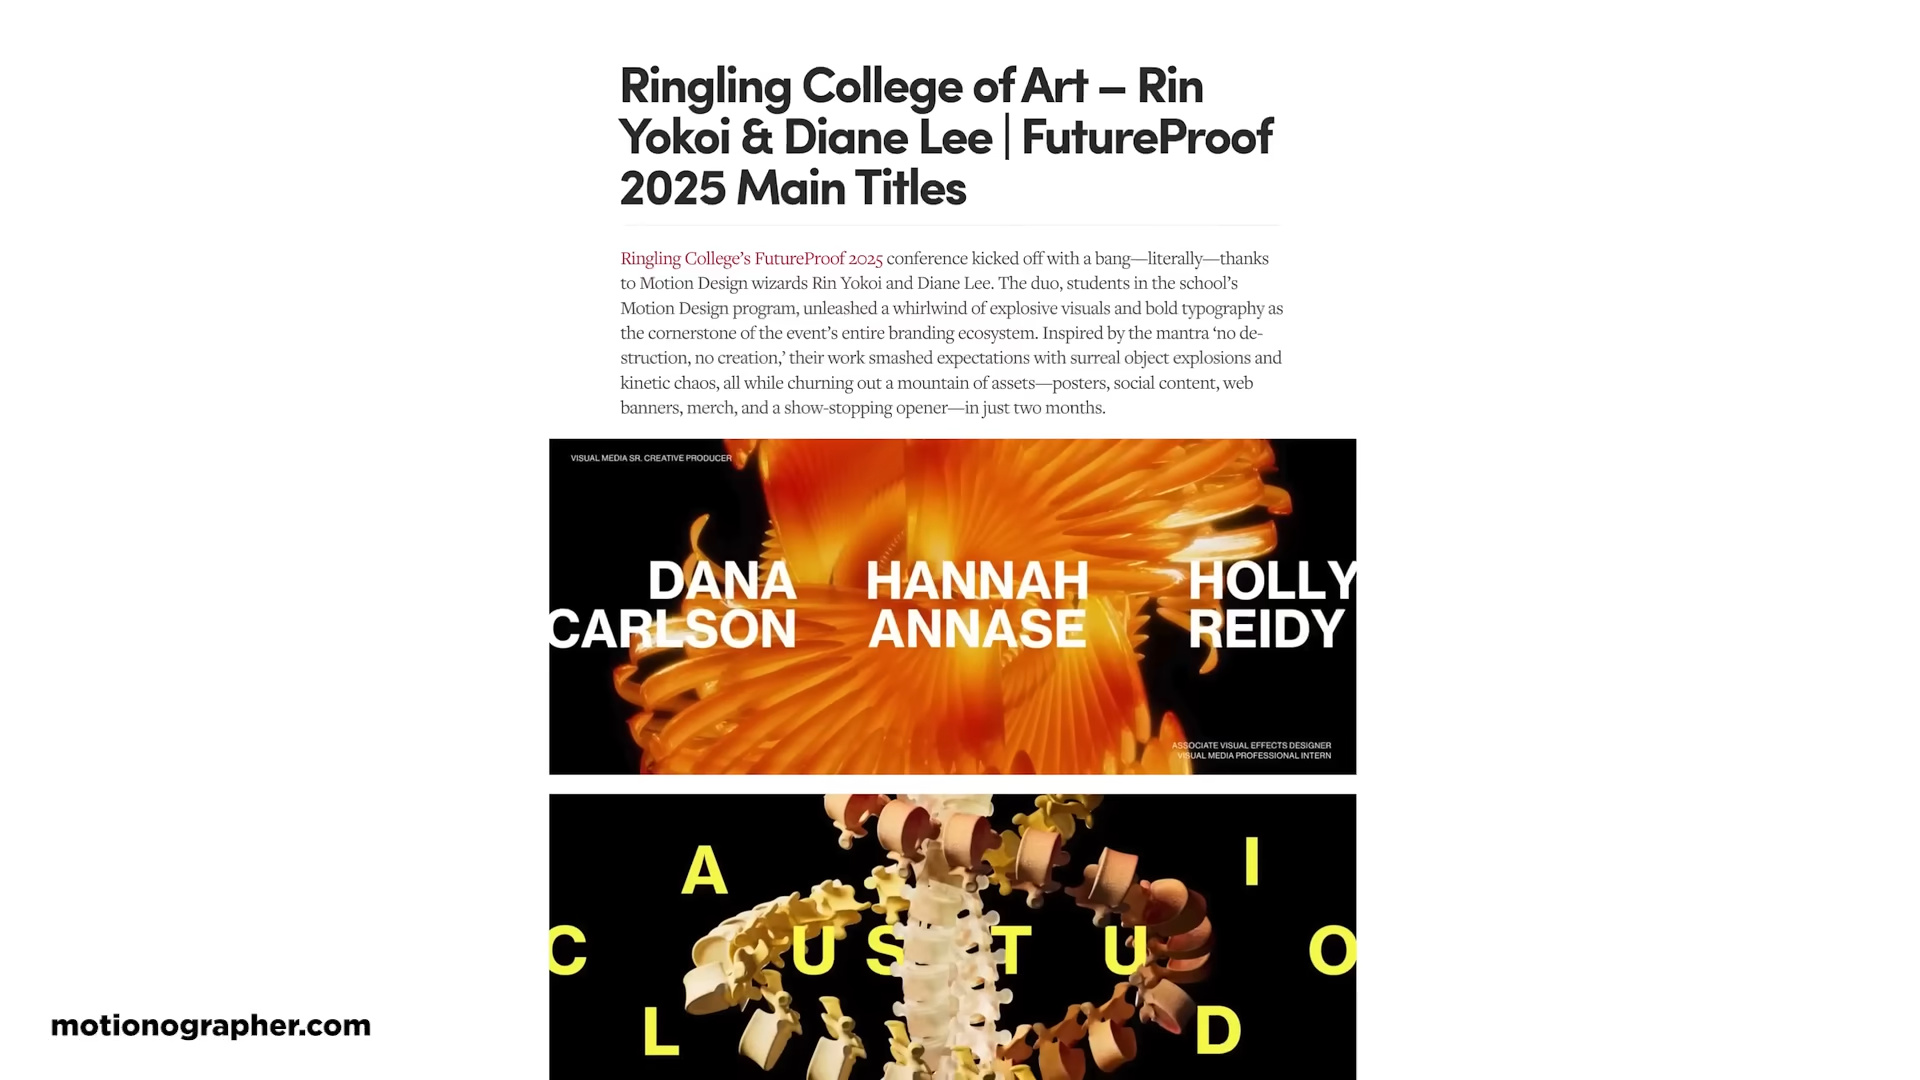 Ringling College of Art – Rin
Yokoi & Diane Lee | FutureProof
2025 Main Titles
Ringling College’s FutureProof 2025 conference kicked off with a bang—literally—thanks
to Motion Design wizards Rin Yokoi and Diane Lee. The duo, students in the school’s
Motion Design program, unleashed a whirlwind of explosive visuals and bold typography as
the cornerstone of the event’s entire branding ecosystem. Inspired by the mantra ‘no de-
struction, no creation,’ their work smashed expectations with surreal object explosions and
kinetic chaos, all while churning out a mountain of assets—posters, social content, web
banners, merch, and a show-stopping opener—in just two months.
VISUAL MEDIA SR. CREATIVE PRODUCER
DANA HANNAH HOLLY
CARLSON ANNASE REIDY
ASSOCIATE VISUAL EFFECTS DESIGNER
VISUAL MEDIA PROFESSIONAL INTERN
A I
C U S T U O
L D
motionographer.com